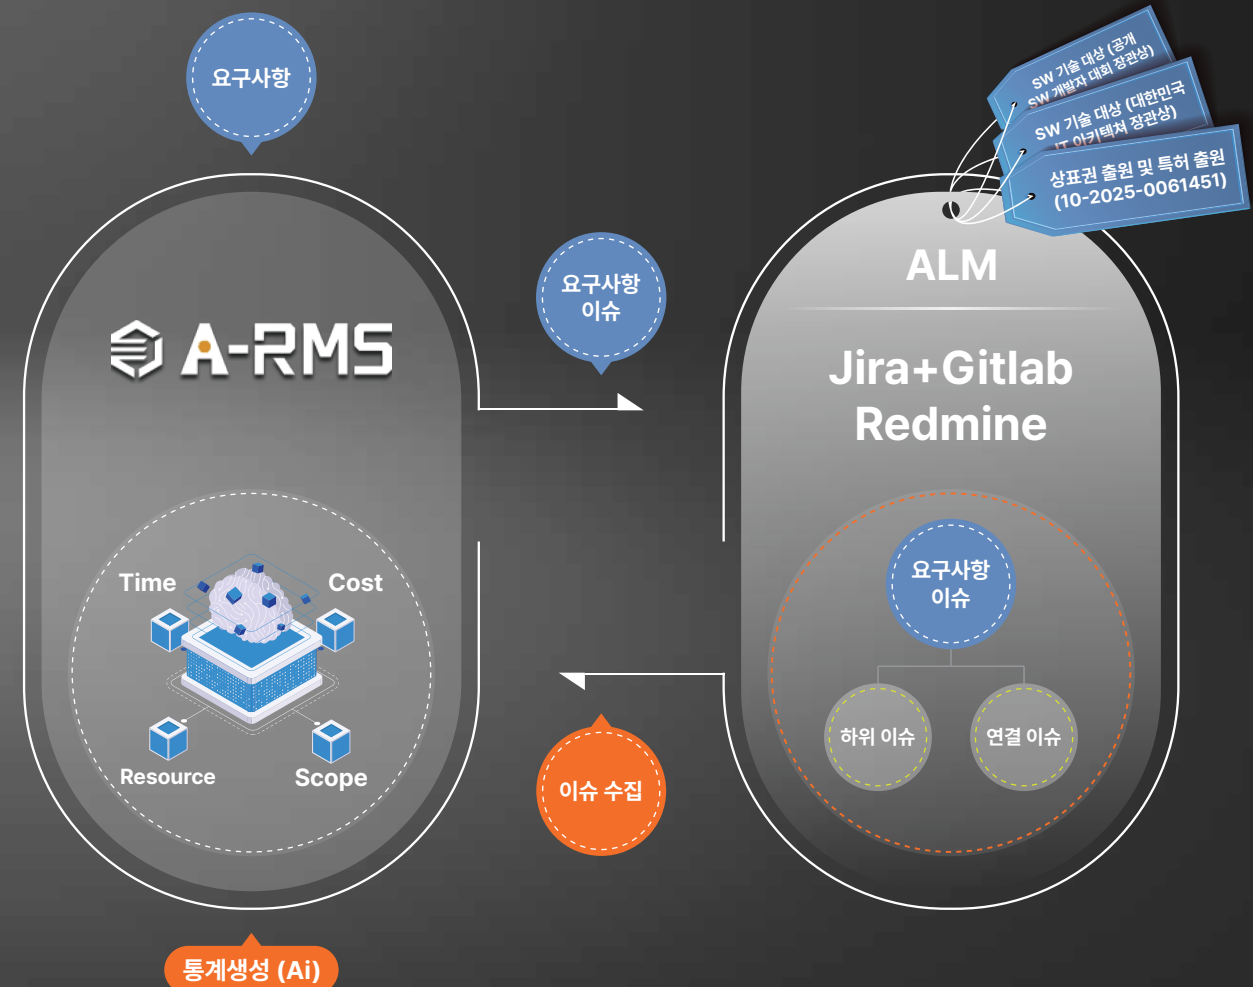 요구사항
SW 기술 대상 (공개
SW 개발자 대회 장관상)
SW 기술 대상 (대한민국
IT 아키텍쳐 장관상)
상표권 출원 및 특허 출원
(10-2025-0061451)
A-RMS
요구사항
이슈
ALM
Jira+Gitlab
Redmine
Time
Cost
Resource
Scope
요구사항
이슈
하위 이슈
연결 이슈
이슈 수집
통계생성 (Ai)